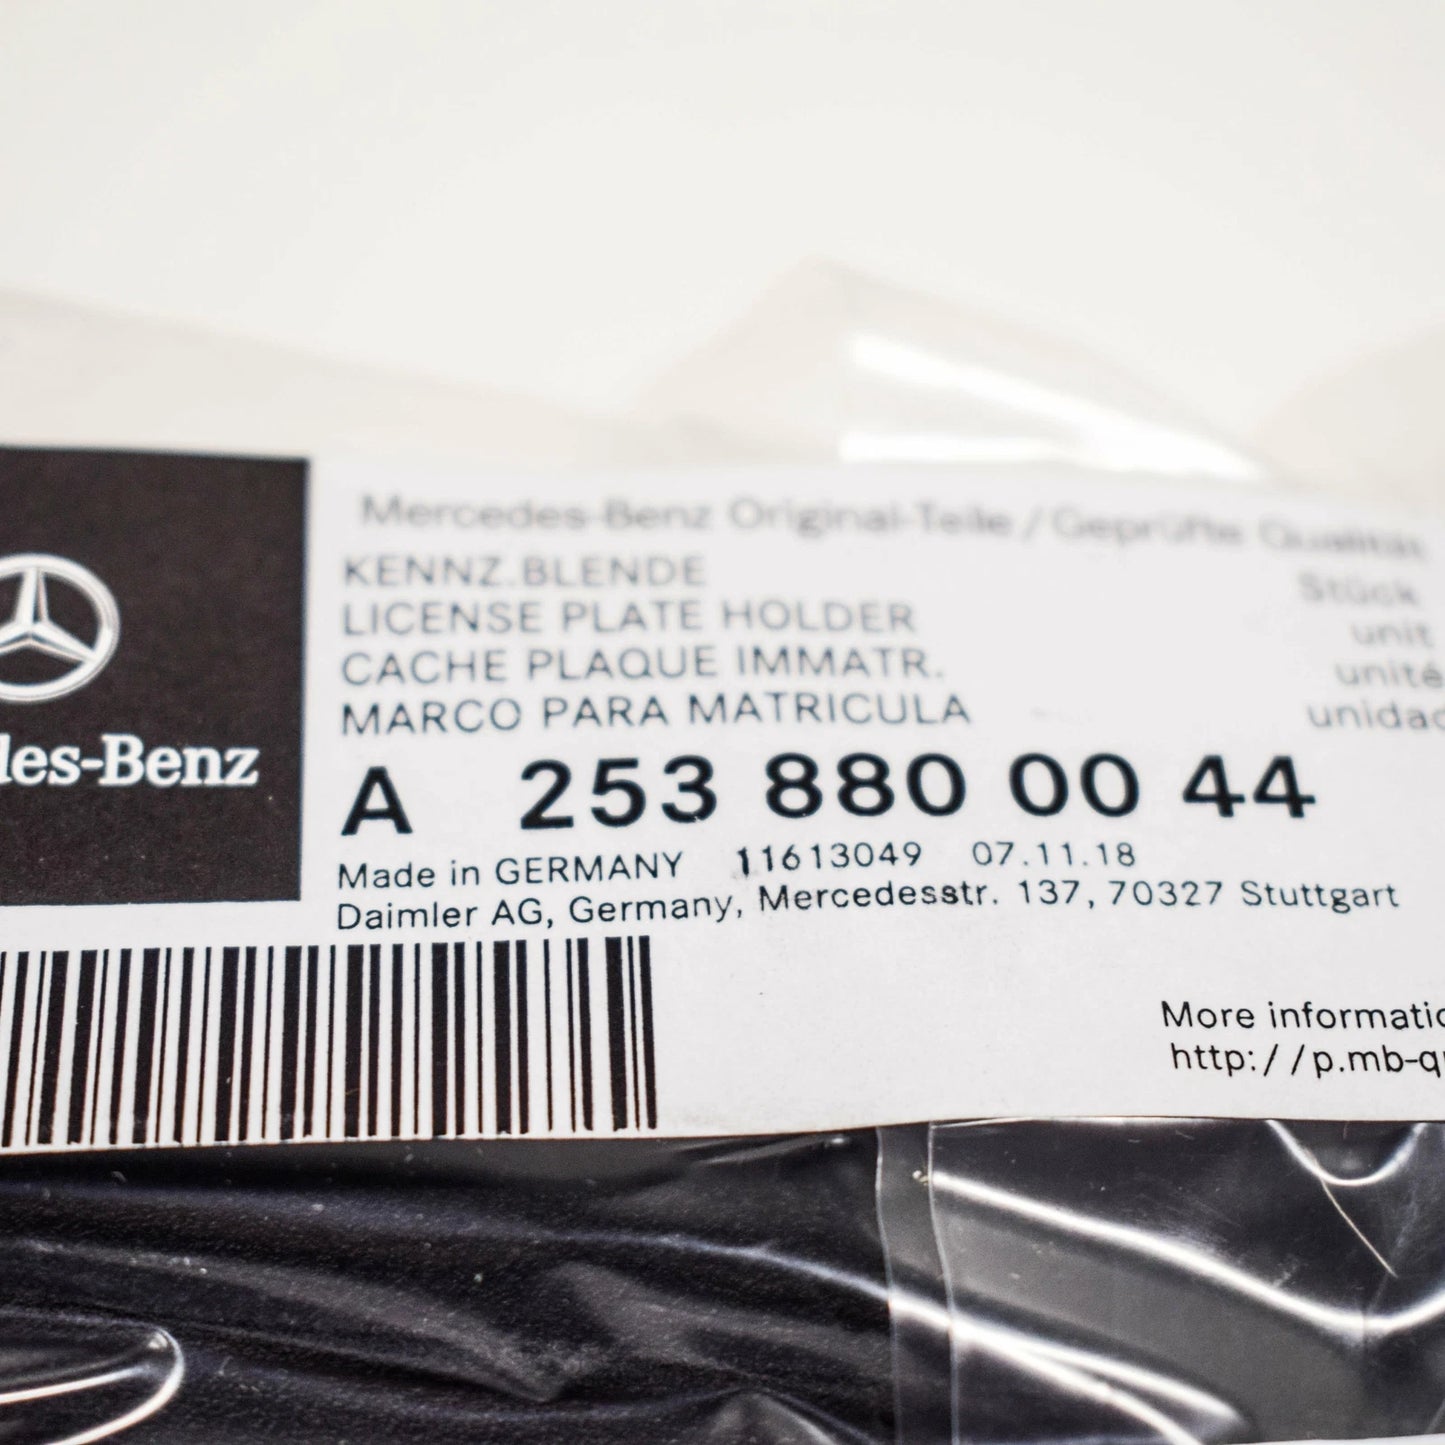 Mercedes-Benz Original-Teile / Geprüfte Qualität
KENNZ.BLENDE
LICENSE PLATE HOLDER
CACHE PLAQUE IMMATR.
MARCO PARA MATRICULA
Stück
unit
unité
unidad
des-Benz
A 253 880 00 44
Made in GERMANY 11613049 07.11.18
Daimler AG, Germany, Mercedesstr. 137, 70327 Stuttgart
More informatio
http://p.mb-q